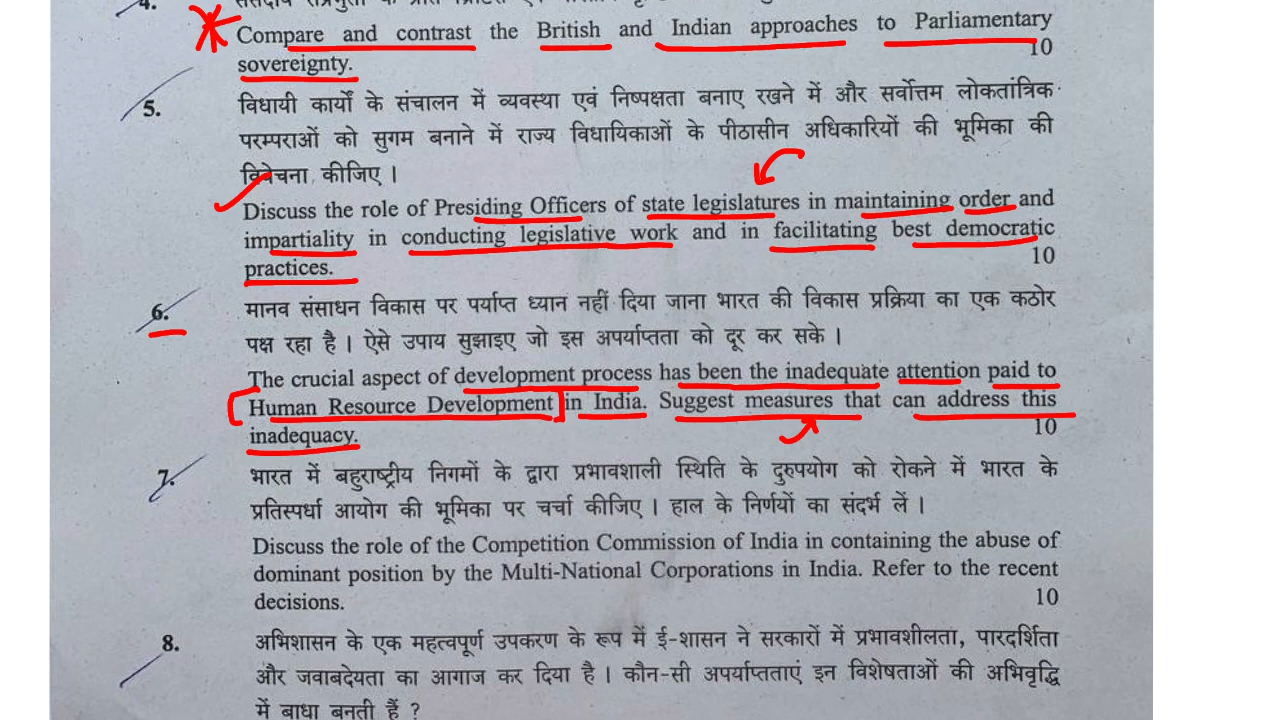 4.
Compare and contrast the British and Indian approaches to Parliamentary
sovereignty. 10
5. विधायी कार्यों के संचालन में व्यवस्था एवं निष्पक्षता बनाए रखने में और सर्वोत्तम लोकतांत्रिक
परम्पराओं को सुगम बनाने में राज्य विधायिकाओं के पीठासीन अधिकारियों की भूमिका की
विवेचना कीजिए ।
Discuss the role of Presiding Officers of state legislatures in maintaining order and
impartiality in conducting legislative work and in facilitating best democratic
practices. 10
6. मानव संसाधन विकास पर पर्याप्त ध्यान नहीं दिया जाना भारत की विकास प्रक्रिया का एक कठोर
पक्ष रहा है । ऐसे उपाय सुझाइए जो इस अपर्याप्तता को दूर कर सके ।
The crucial aspect of development process has been the inadequate attention paid to
Human Resource Development in India. Suggest measures that can address this
inadequacy. 10
7. भारत में बहुराष्ट्रीय निगमों के द्वारा प्रभावशाली स्थिति के दुरुपयोग को रोकने में भारत के
प्रतिस्पर्धा आयोग की भूमिका पर चर्चा कीजिए । हाल के निर्णयों का संदर्भ लें ।
Discuss the role of the Competition Commission of India in containing the abuse of
dominant position by the Multi-National Corporations in India. Refer to the recent
decisions. 10
8. अभिशासन के एक महत्वपूर्ण उपकरण के रूप में ई-शासन ने सरकारों में प्रभावशीलता, पारदर्शिता
और जवाबदेयता का आगाज कर दिया है । कौन-सी अपर्याप्तताएं इन विशेषताओं की अभिवृद्धि
में बाधा बनती हैं ?